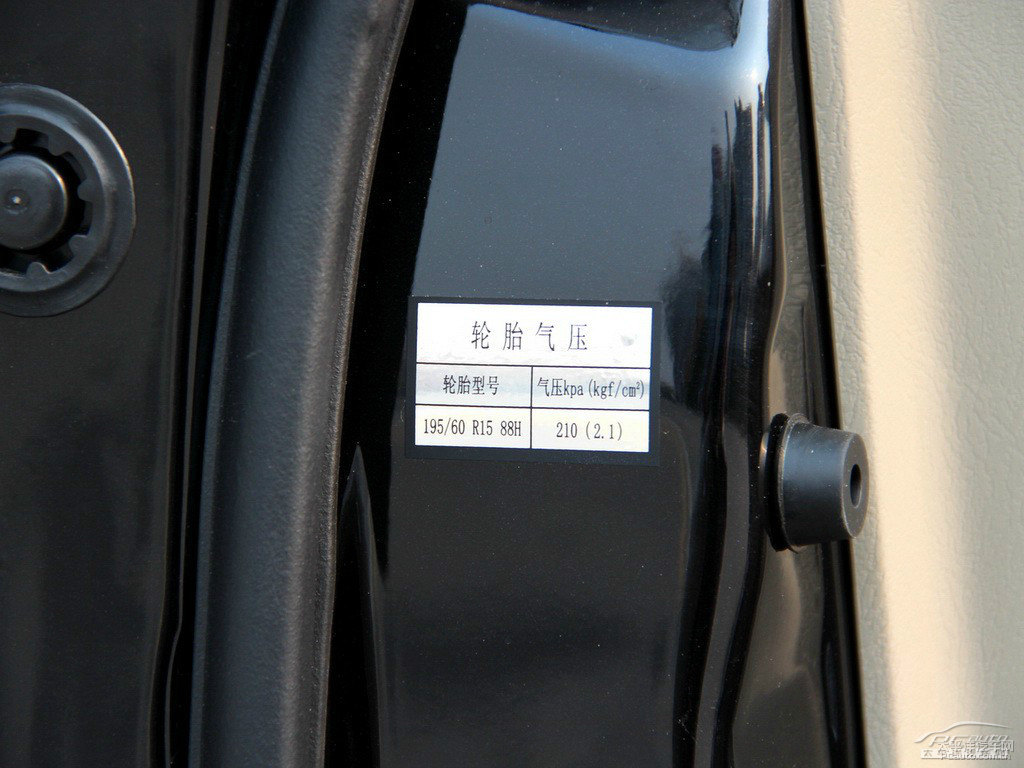 轮胎气压
轮胎型号 气压kpa(kgf/cm²)
195/60 R15 88H 210(2.1)